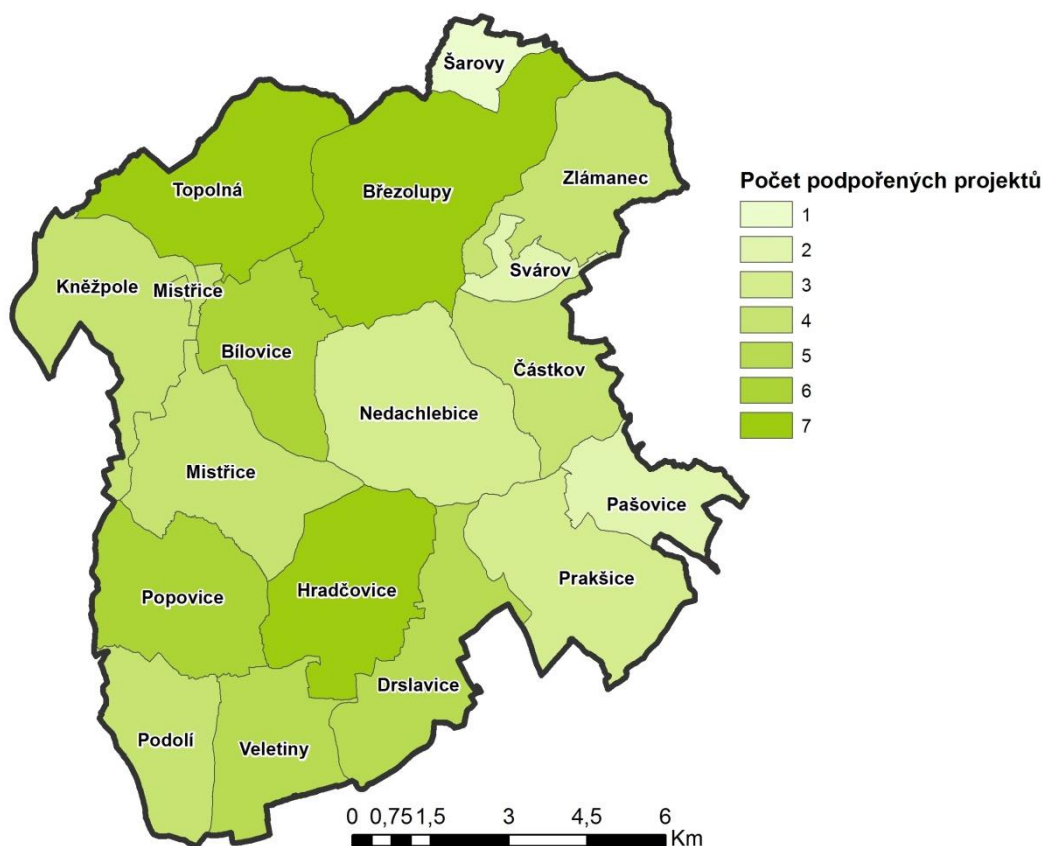 Šarovy
Topolná
Březolupy
Zlámanec
Kněžpole
Mistřice
Svárov
Bílovice
Částkov
Nedachlebice
Mistřice
Pašovice
Popovice
Hradčovice
Prakšice
Drslavice
Podolí
Veletiny
Počet podpořených projektů
1
2
3
4
5
6
7
0 0,75 1,5 3 4,5 6
Km